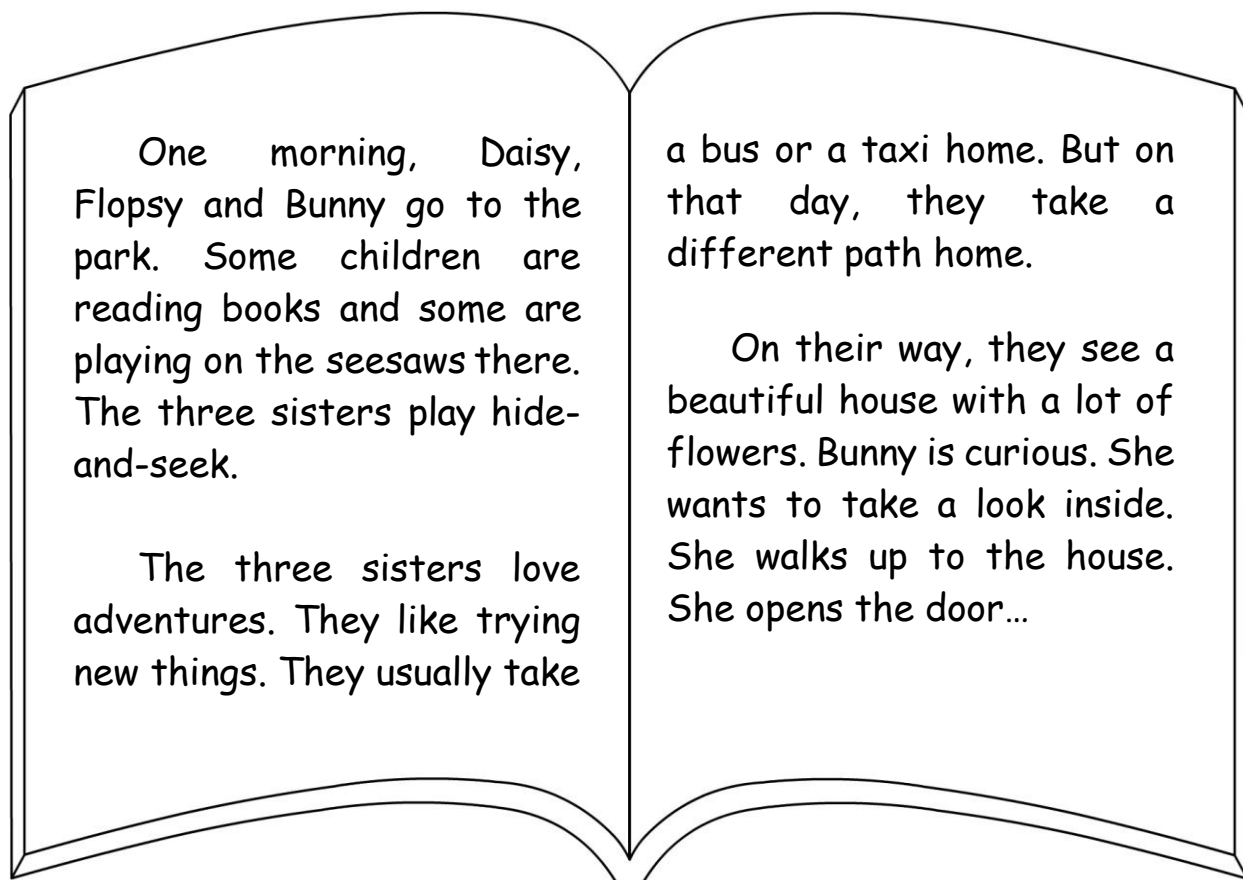 One morning, Daisy,
Flopsy and Bunny go to the
park. Some children are
reading books and some are
playing on the seesaws there.
The three sisters play hide-
and-seek.
The three sisters love
adventures. They like trying
new things. They usually take
a bus or a taxi home. But on
that day, they take a
different path home.
On their way, they see a
beautiful house with a lot of
flowers. Bunny is curious. She
wants to take a look inside.
She walks up to the house.
She opens the door…